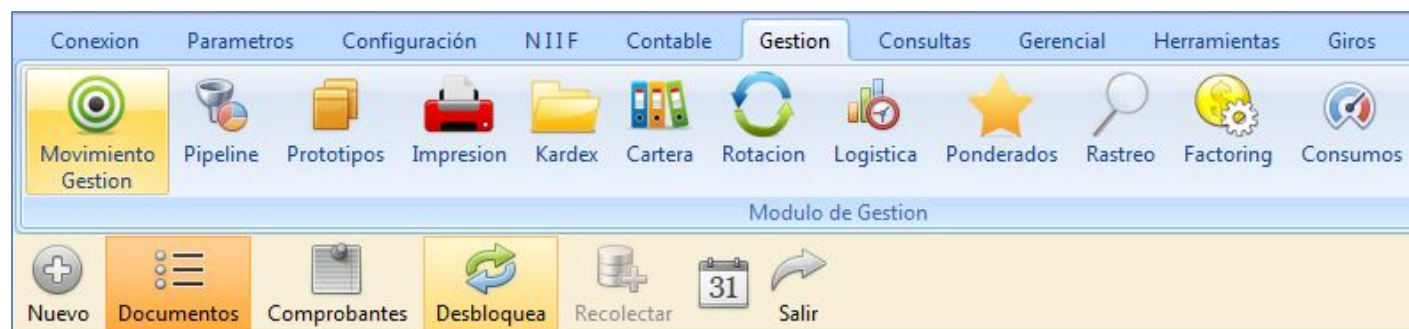 Conexion Parametros Configuración NIIF Contable Gestion Consultas Gerencial Herramientas Giros
Movimiento Gestion Pipeline Prototipos Impresion Kardex Cartera Rotacion Logistica Ponderados Rastreo Factoring Consumos
Modulo de Gestion
31
Nuevo Documentos Comprobantes Desbloquea Recolectar Salir